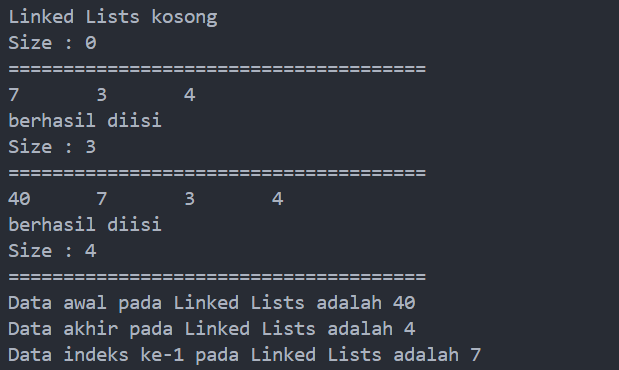 Linked Lists kosong
Size : 0
======================================
7       3       4
berhasil diisi
Size : 3
======================================
40      7       3       4
berhasil diisi
Size : 4
======================================
Data awal pada Linked Lists adalah 40
Data akhir pada Linked Lists adalah 4
Data indeks ke-1 pada Linked Lists adalah 7